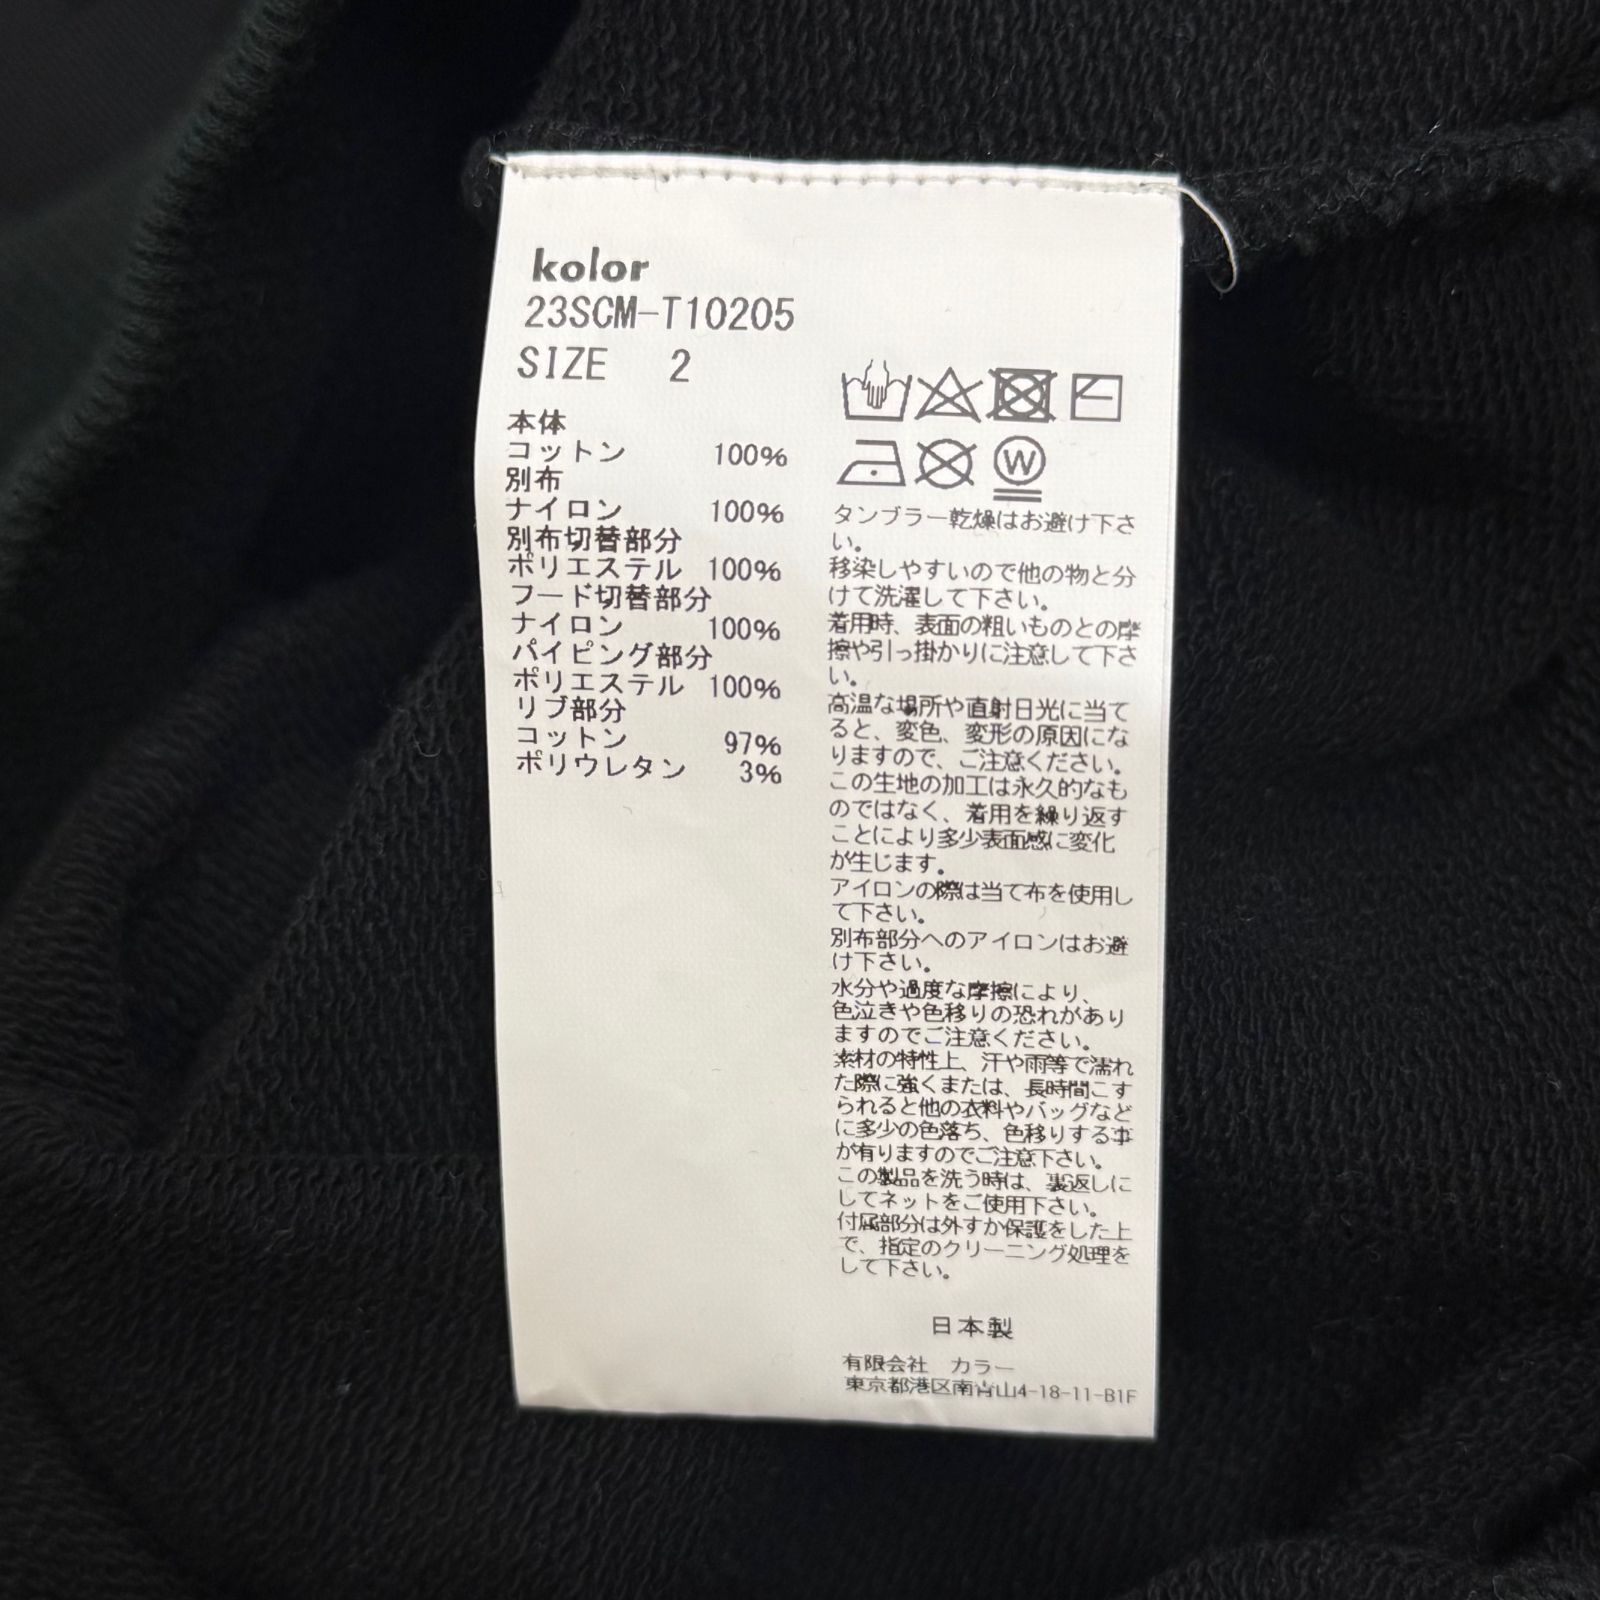 kolor
23SCM-T10205
SIZE 2
本体
コットン 100%
別布
ナイロン 100%
別布切替部分
ポリエステル 100%
フード切替部分
ナイロン 100%
パイピング部分
ポリエステル 100%
リブ部分
コットン 97%
ポリウレタン 3%
W
タンブラー乾燥はお避け下さ
い。
移染しやすいので他の物と分
けて洗濯して下さい。
着用時、表面の粗いものとの摩
擦や引っ掛かりに注意して下さ
い。
高温な場所や直射日光に当て
ると、変色、変形の原因にな
りますので、ご注意ください。
この生地の加工は永久的なも
のではなく、着用を繰り返す
ことにより多少表面感に変化
が生じます。
アイロンの際は当て布を使用し
て下さい。
別布部分へのアイロンはお避
け下さい。
水分や過度な摩擦により、
色泣きや色移りの恐れがあり
ますのでご注意ください。
素材の特性上、汗や雨等で濡れ
た際に強くまたは、長時間こす
られると他の衣料やバッグなど
に多少の色落ち、色移りする事
が有りますのでご注意下さい。
この製品を洗う時は、裏返しに
してネットをご使用下さい。
付属部分は外すか保護をした上
で、指定のクリーニング処理を
して下さい。
日本製
有限会社 カラー
東京都港区南青山4-18-11-B1F